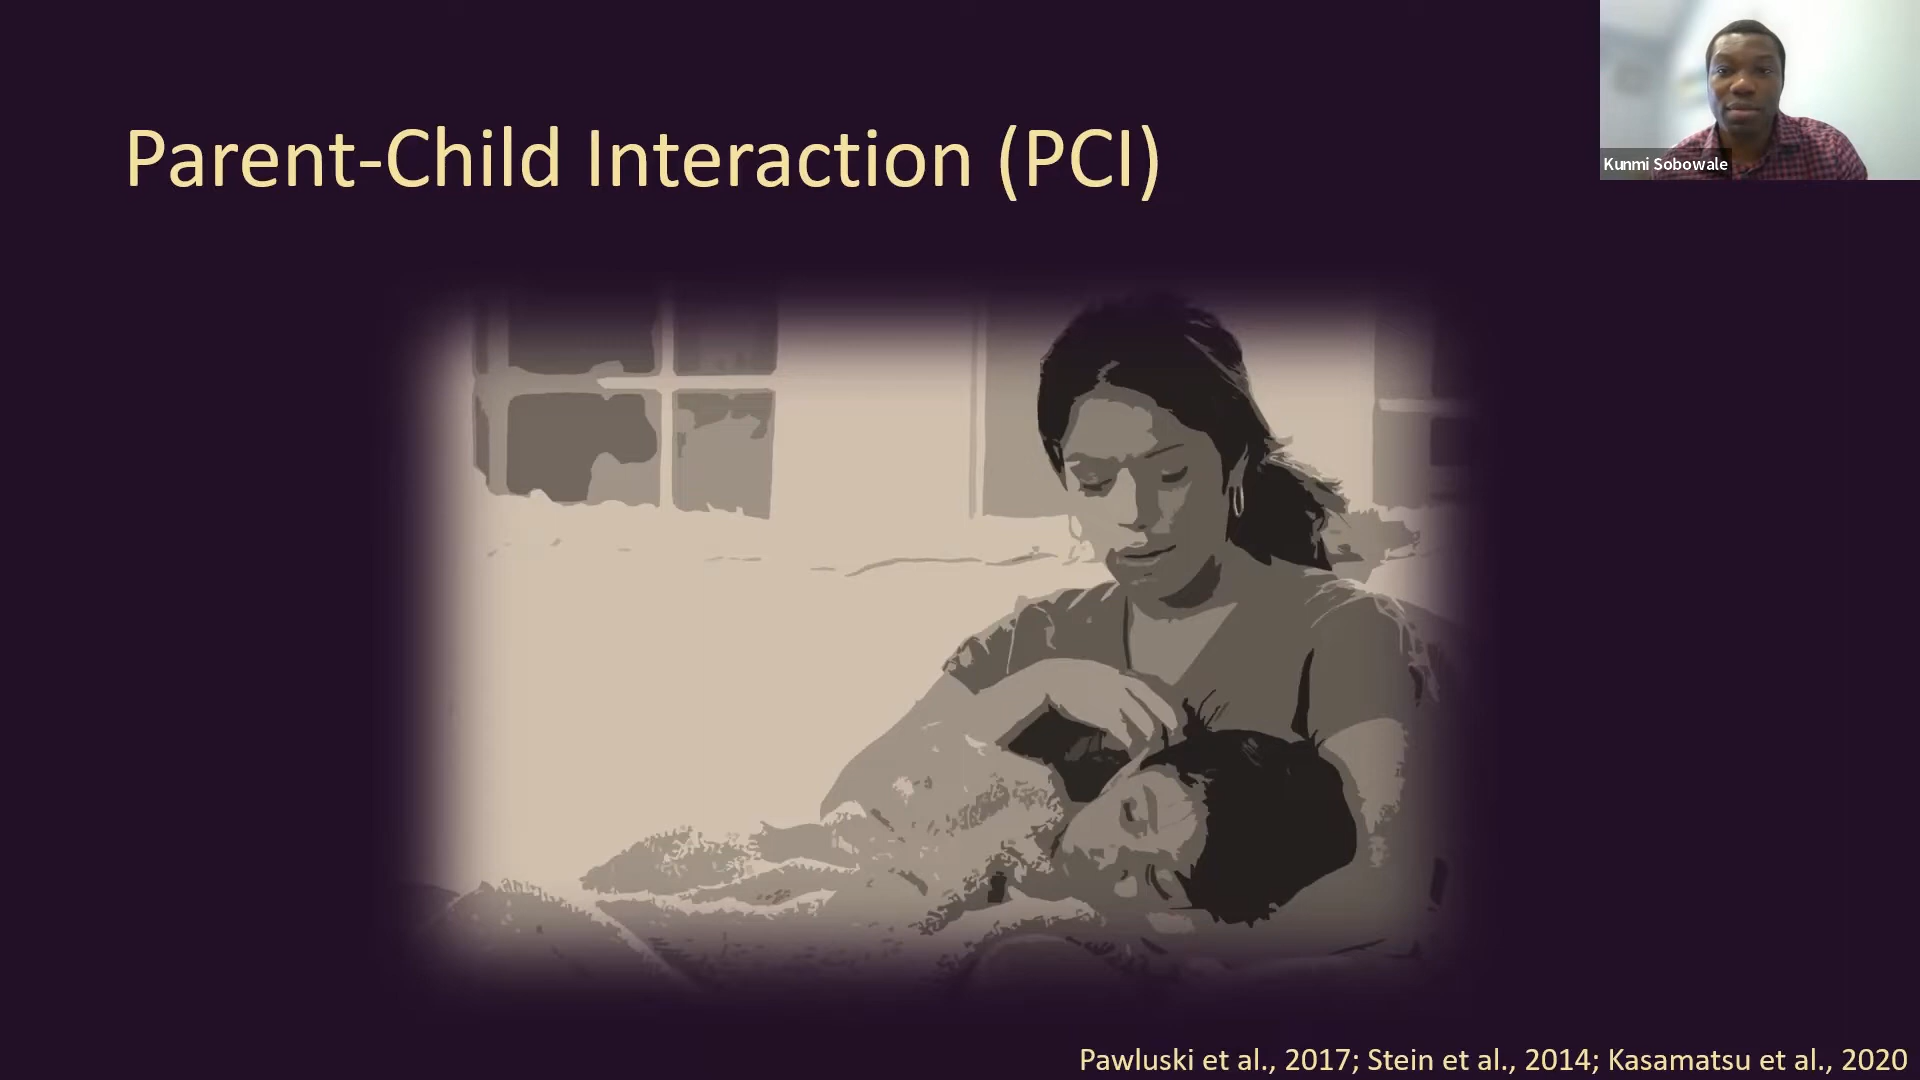 Parent-Child Interaction (PCI)
Kunmi Sobowale
Pawluski et al., 2017; Stein et al., 2014; Kasamatsu et al., 2020